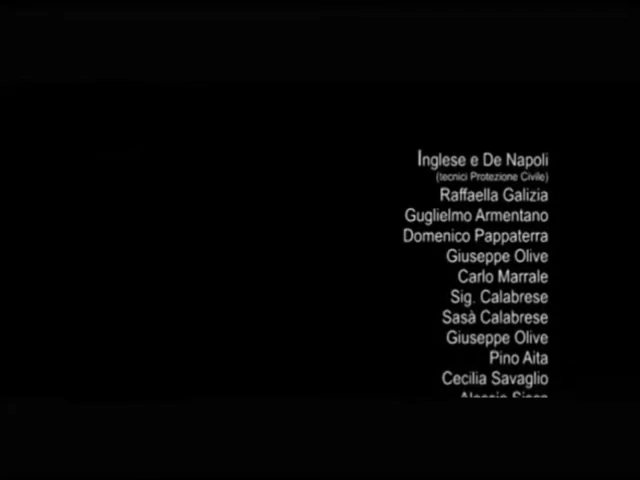 Inglese e De Napoli
(tecnici Protezione Civile)
Raffaella Galizia
Guglielmo Armentano
Domenico Pappaterra
Giuseppe Olive
Carlo Marrale
Sig. Calabrese
Sasà Calabrese
Giuseppe Olive
Pino Aita
Cecilia Savaglio